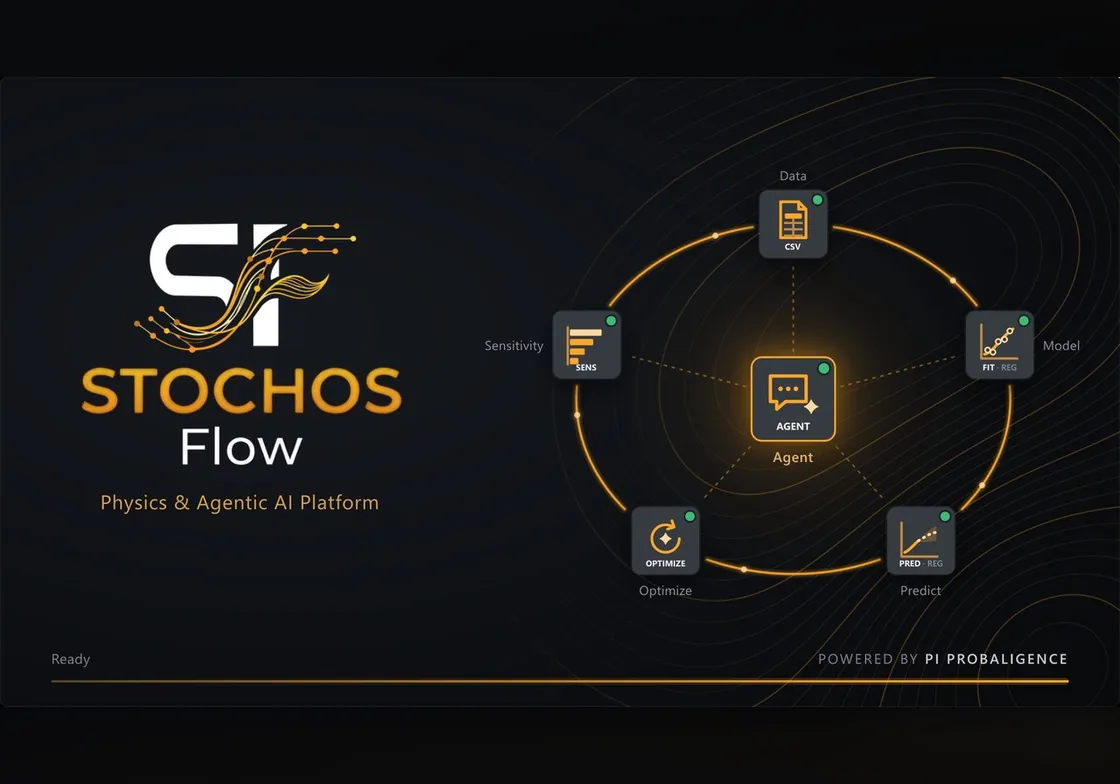 SF
STOCHOS
Flow
Physics & Agentic AI Platform
Data
CSV
Sensitivity
SENS
FIT · REG
Model
AGENT
Agent
OPTIMIZE
Optimize
PRED · REG
Predict
Ready
POWERED BY PI PROBALIGENCE